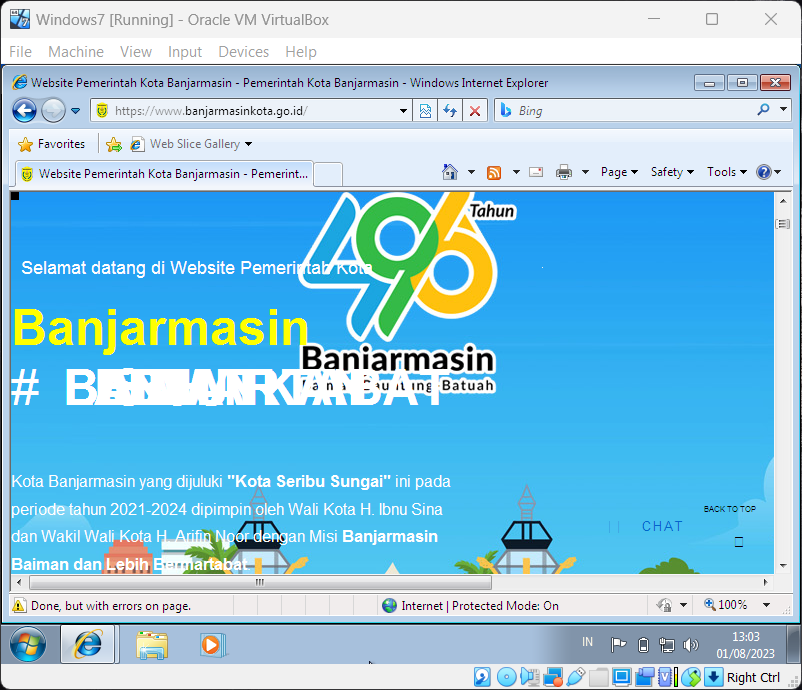 Windows7 [Running] - Oracle VM VirtualBox
File Machine View Input Devices Help
Website Pemerintah Kota Banjarmasin - Pemerintah Kota Banjarmasin - Windows Internet Explorer
https://www.banjarmasinkota.go.id/
Bing
Favorites
Web Slice Gallery
Website Pemerintah Kota Banjarmasin - Pemerint...
Page Safety Tools
496 Tahun
Selamat datang di Website Pemerintah Kota
Banjarmasin
Banjarmasin
#
Batuah
Kota Banjarmasin yang dijuluki "Kota Seribu Sungai" ini pada
periode tahun 2021-2024 dipimpin oleh Wali Kota H. Ibnu Sina
dan Wakil Wali Kota H. Arifin Noor dengan Misi Banjarmasin
Baiman dan Lebih Bermartabat
BACK TO TOP
CHAT
Done, but with errors on page.
Internet | Protected Mode: On
100%
IN
13:03
01/08/2023
Right Ctrl